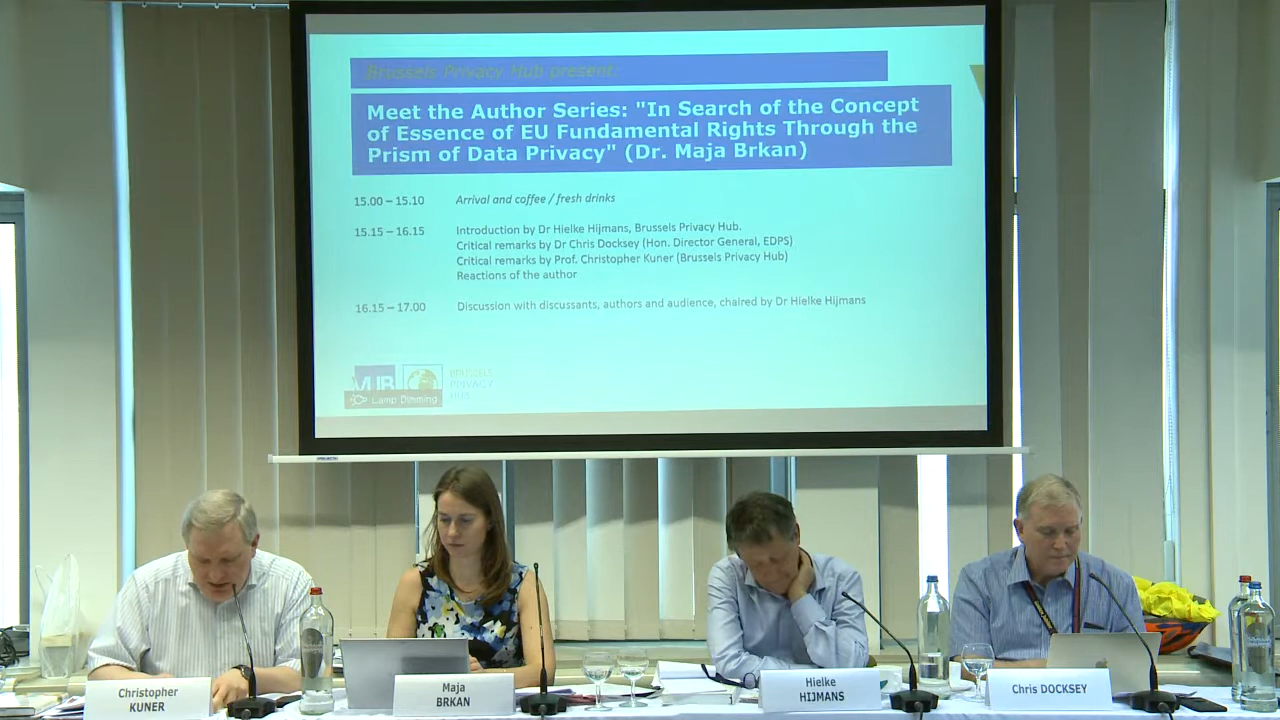 Brussels Privacy Hub present:
Meet the Author Series: "In Search of the Concept
of Essence of EU Fundamental Rights Through the
Prism of Data Privacy" (Dr. Maja Brkan)
15.00 – 15.10 Arrival and coffee / fresh drinks
15.15 – 16.15 Introduction by Dr Hielke Hijmans, Brussels Privacy Hub.
Critical remarks by Dr Chris Docksey (Hon. Director General, EDPS)
Critical remarks by Prof. Christopher Kuner (Brussels Privacy Hub)
Reactions of the author
16.15 – 17.00 Discussion with discussants, authors and audience, chaired by Dr Hielke Hijmans
VUB
BRUSSELS
PRIVACY
HUB
Lamp Dimming
Christopher
KUNER
Maja
BRKAN
Hielke
HIJMANS
Chris DOCKSEY